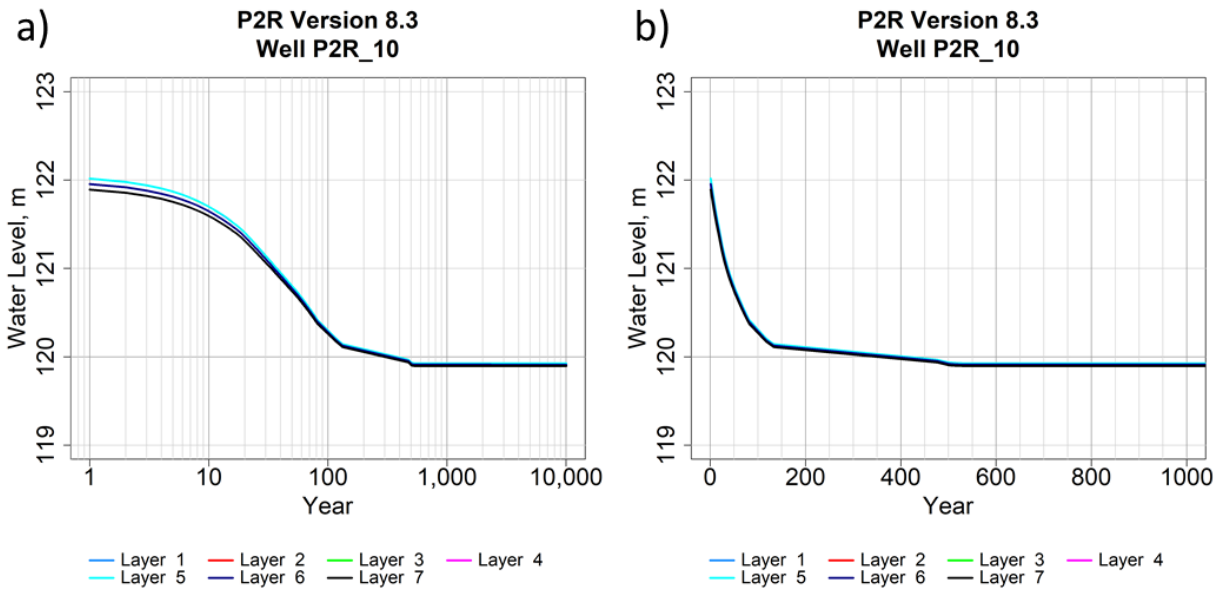 a)
P2R Version 8.3
Well P2R_10
Water Level, m
123
122
121
120
119
1 10 100 1,000 10,000
Year
Layer 1 Layer 2 Layer 3 Layer 4
Layer 5 Layer 6 Layer 7
b)
P2R Version 8.3
Well P2R_10
Water Level, m
123
122
121
120
119
0 200 400 600 800 1000
Year
Layer 1 Layer 2 Layer 3 Layer 4
Layer 5 Layer 6 Layer 7